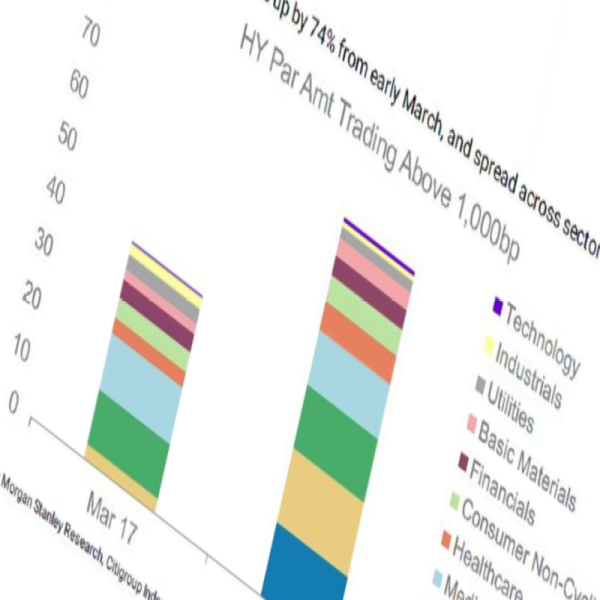 up by 74% from early March, and spread across sector
HY Par Amt Trading Above 1,000bp
70
60
50
40
30
20
10
0
Mar 17
Technology
Industrials
Utilities
Basic Materials
Financials
Consumer Non-Cycli
Healthcare
Morgan Stanley Research, Citigroup Inde